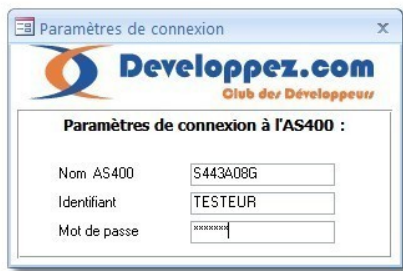 Paramètres de connexion x
Developpez.com
Club des Développeurs
Paramètres de connexion à l'AS400 :
Nom AS400 S443A08G
Identifiant TESTEUR
Mot de passe *******